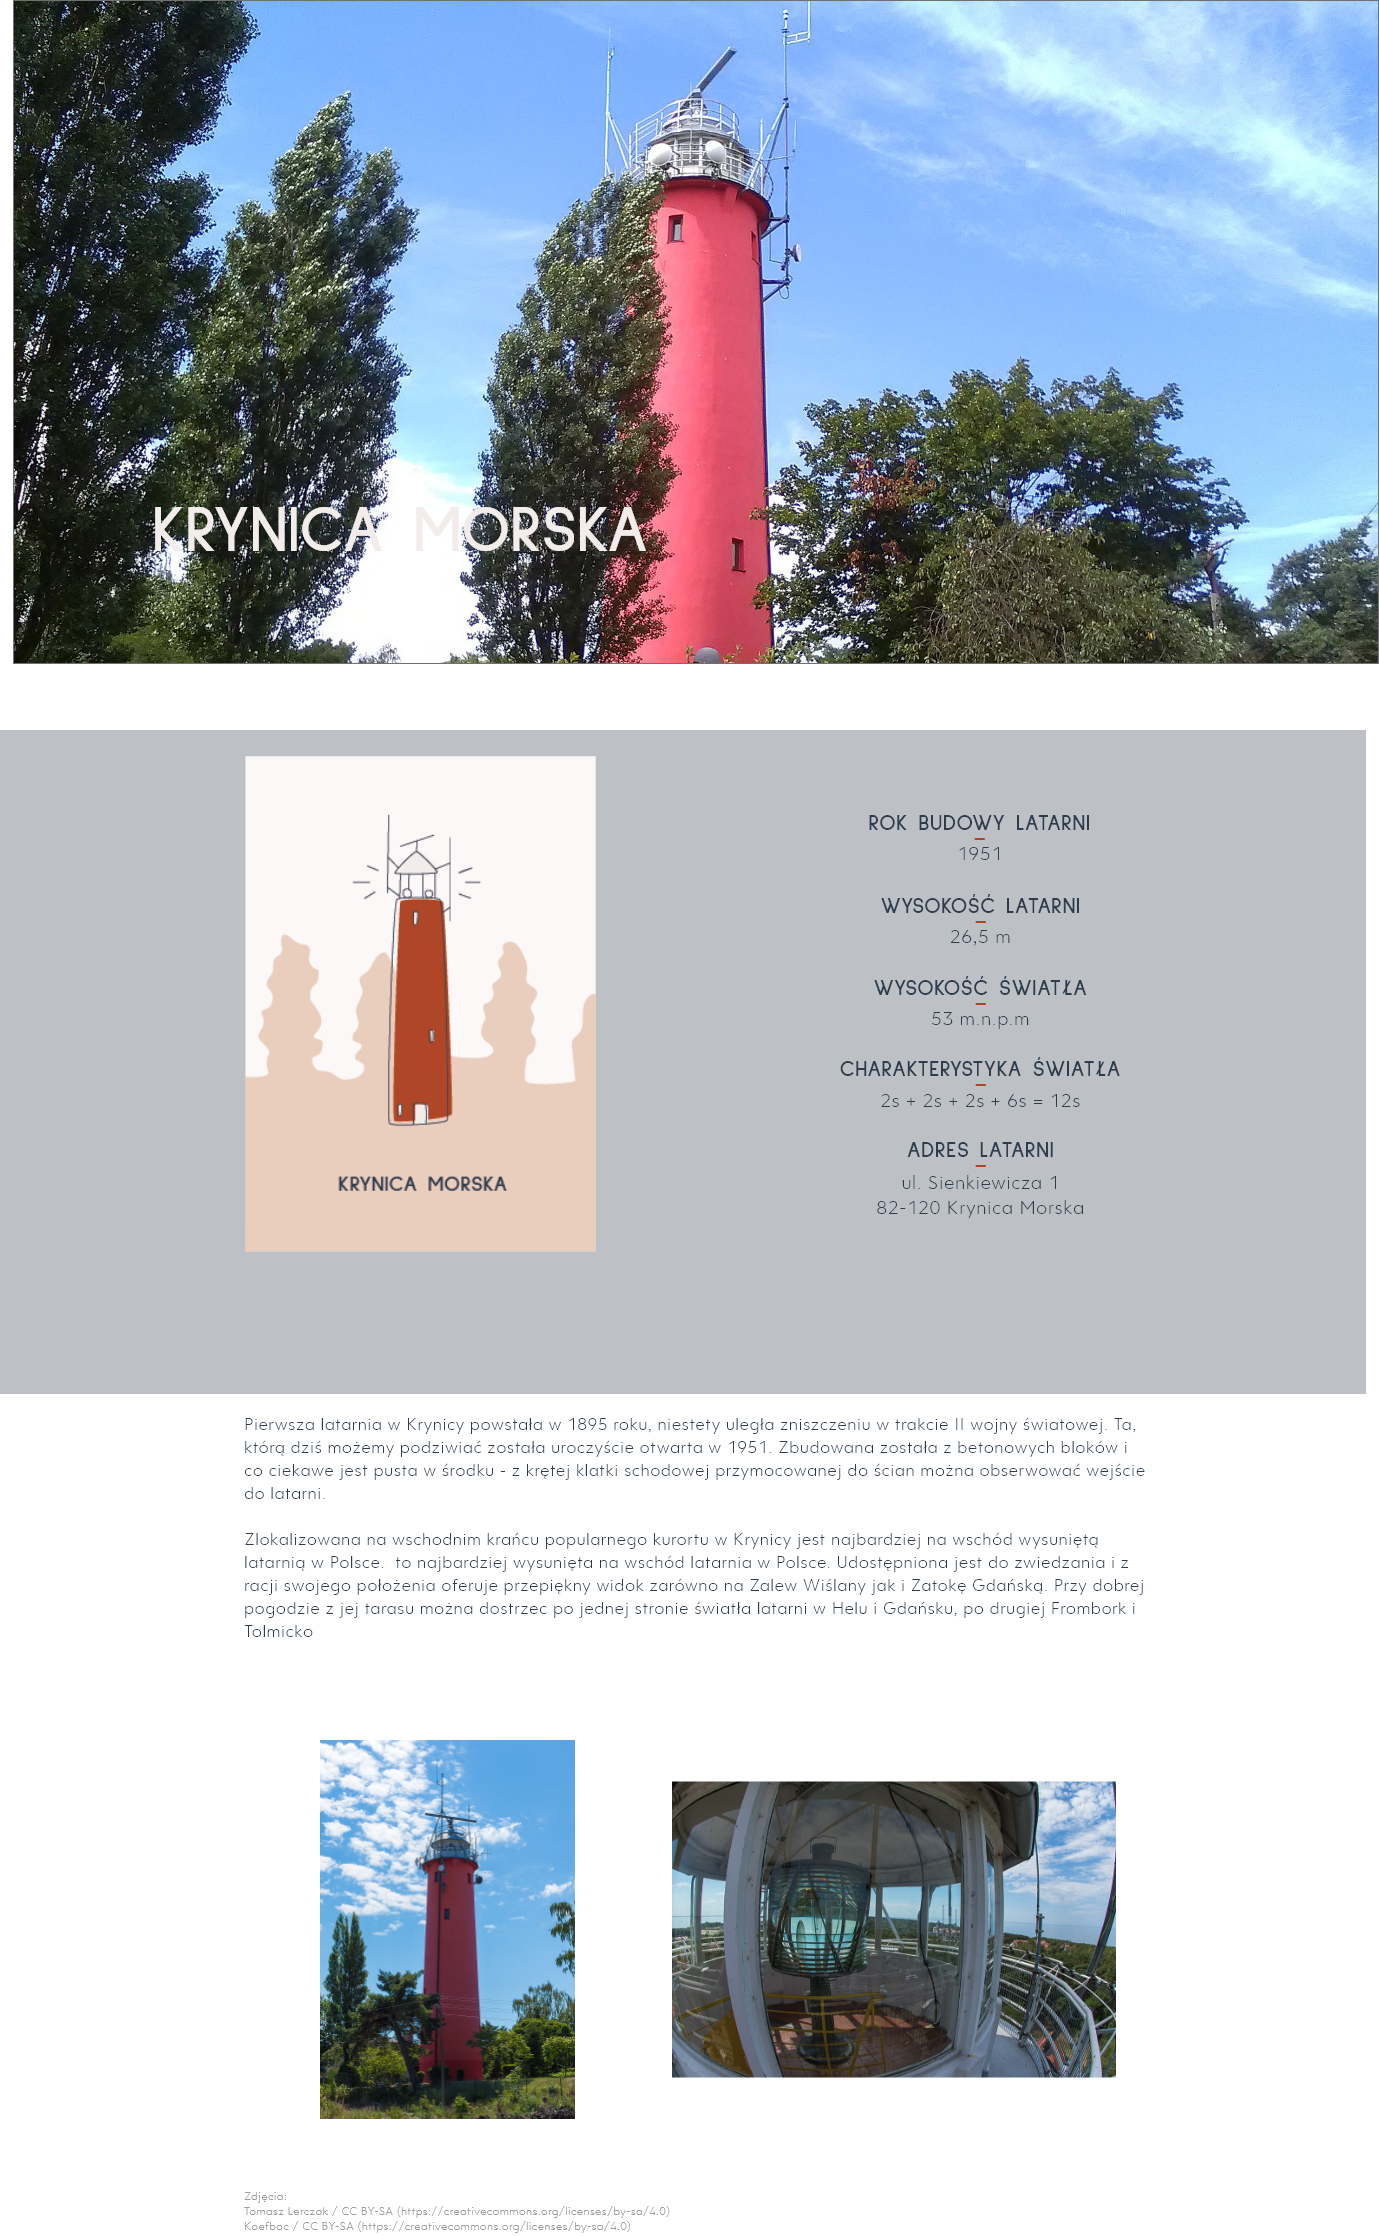 KRYNICA MORSKA
KRYNICA MORSKA
ROK BUDOWY LATARNI
1951
WYSOKOŚĆ LATARNI
26,5 m
WYSOKOŚĆ ŚWIATŁA
53 m.n.p.m
CHARAKTERYSTYKA ŚWIATŁA
2s + 2s + 2s + 6s = 12s
ADRES LATARNI
ul. Sienkiewicza 1
82-120 Krynica Morska
Pierwsza latarnia w Krynicy powstała w 1895 roku, niestety uległa zniszczeniu w trakcie II wojny światowej. Ta,
którą dziś możemy podziwiać została uroczyście otwarta w 1951. Zbudowana została z betonowych bloków i
co ciekawe jest pusta w środku - z krętej klatki schodowej przymocowanej do ścian można obserwować wejście
do latarni.
Zlokalizowana na wschodnim krańcu popularnego kurortu w Krynicy jest najbardziej na wschód wysuniętą
latarnią w Polsce.  to najbardziej wysunięta na wschód latarnia w Polsce. Udostępniona jest do zwiedzania i z
racji swojego położenia oferuje przepiękny widok zarówno na Zalew Wiślany jak i Zatokę Gdańską. Przy dobrej
pogodzie z jej tarasu można dostrzec po jednej stronie światła latarni w Helu i Gdańsku, po drugiej Frombork i
Tolmicko
Zdjęcia:
Tomasz Lerczak / CC BY-SA (https://creativecommons.org/licenses/by-sa/4.0)
Koefbac / CC BY-SA (https://creativecommons.org/licenses/by-sa/4.0)